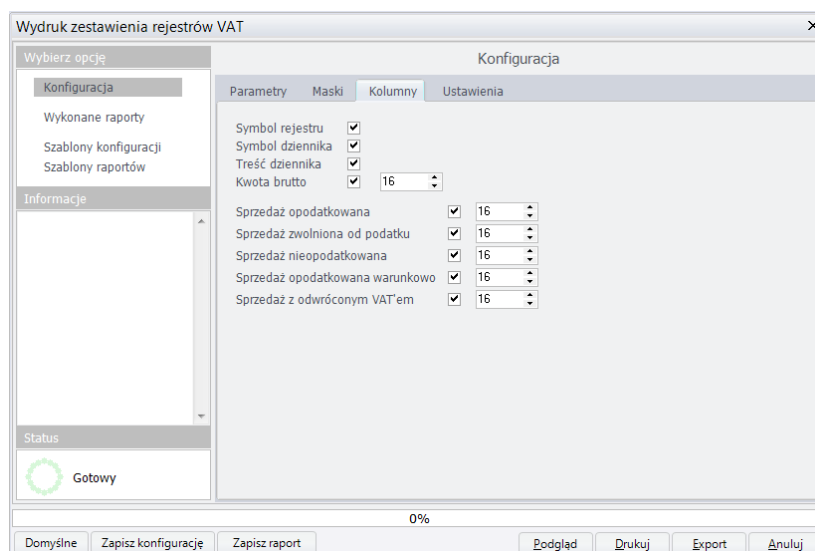 Wydruk zestawienia rejestrów VAT
Wybierz opcję
Konfiguracja
Wykonane raporty
Szablony konfiguracji
Szablony raportów
Informacje
Status
Gotowy
Konfiguracja
Parametry Maski Kolumny Ustawienia
Symbol rejestru
Symbol dziennika
Treść dziennika
Kwota brutto 16
Sprzedaż opodatkowana 16
Sprzedaż zwolniona od podatku 16
Sprzedaż nieopodatkowana 16
Sprzedaż opodatkowana warunkowo 16
Sprzedaż z odwróconym VAT'em 16
0%
Domyślne Zapisz konfigurację Zapisz raport Podgląd Drukuj Export Anuluj